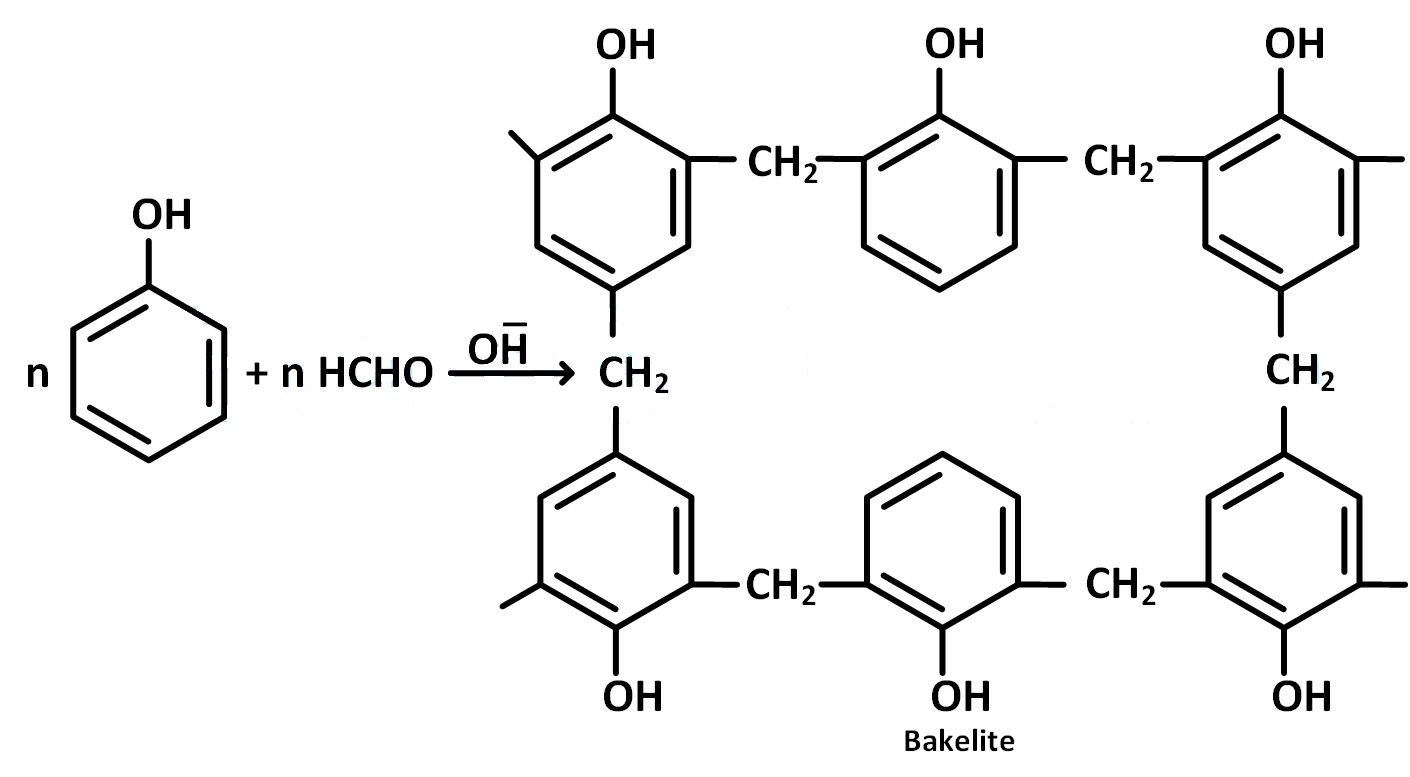 OH OH OH
CH₂ CH₂
OH
n + n HCHO OH̅ CH₂ CH₂
CH₂ CH₂
OH OH OH
Bakelite